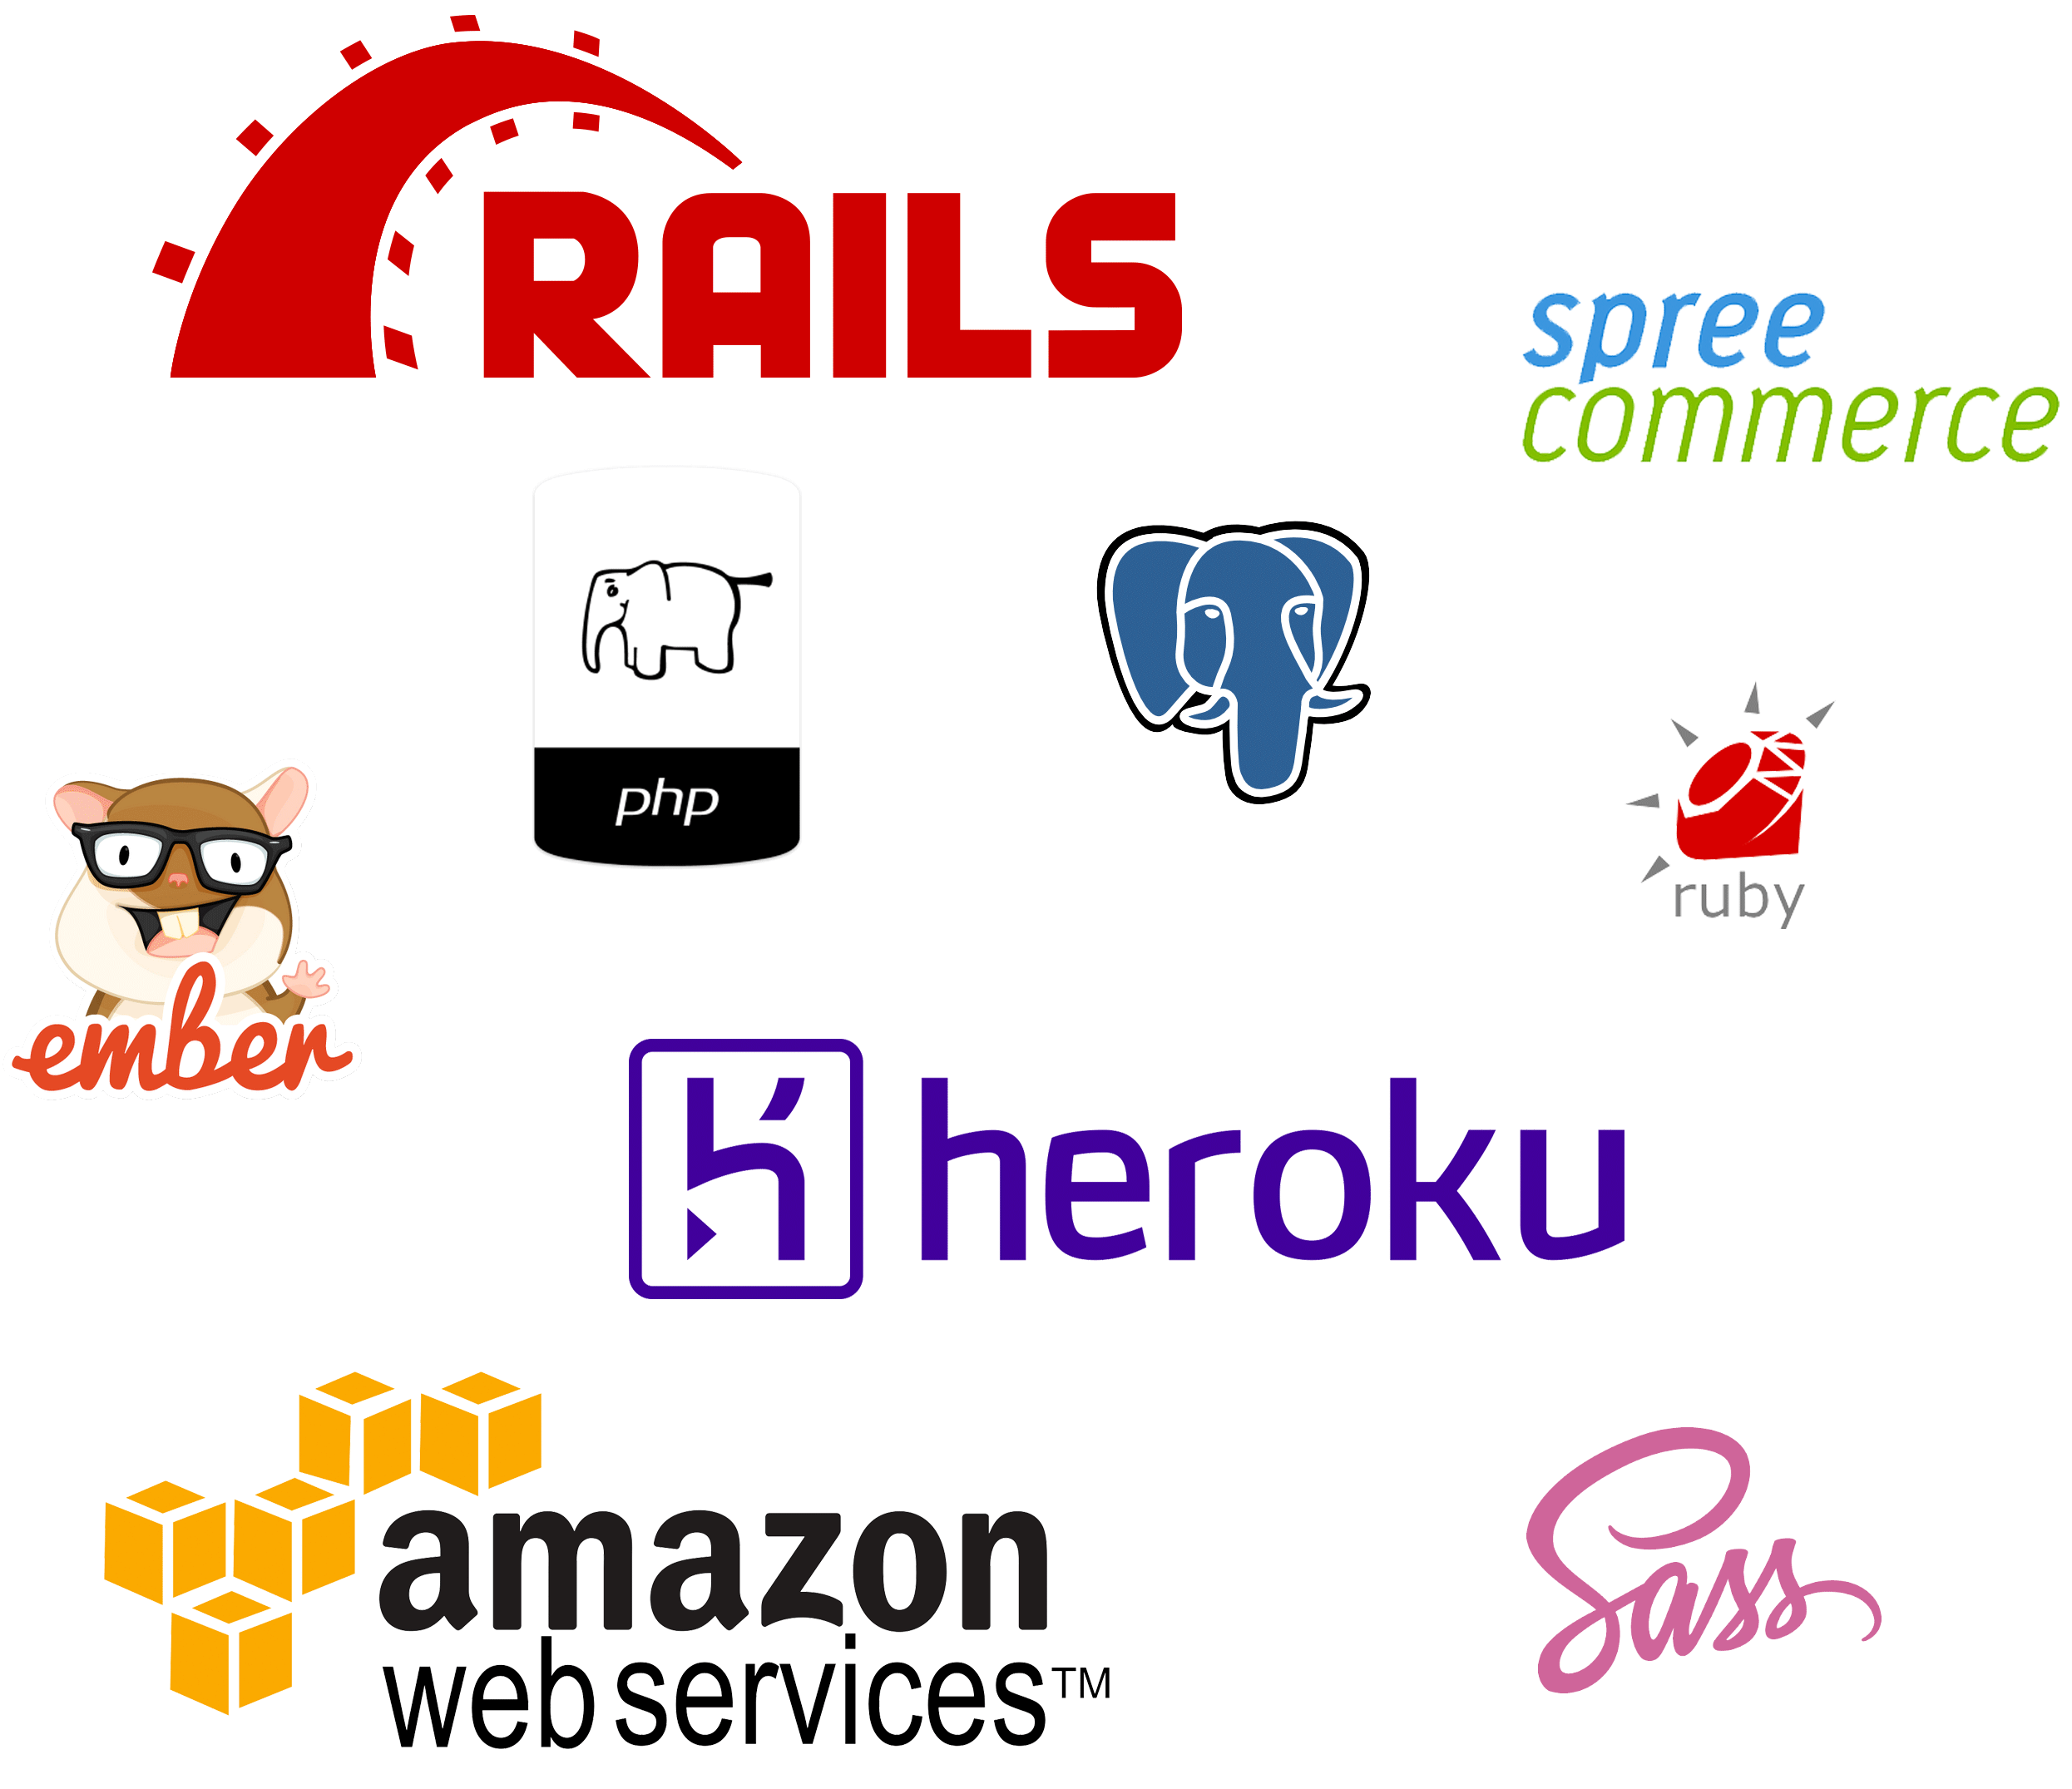 RAILS
spree
commerce
php
ruby
ember
heroku
amazon
web services™
Sass